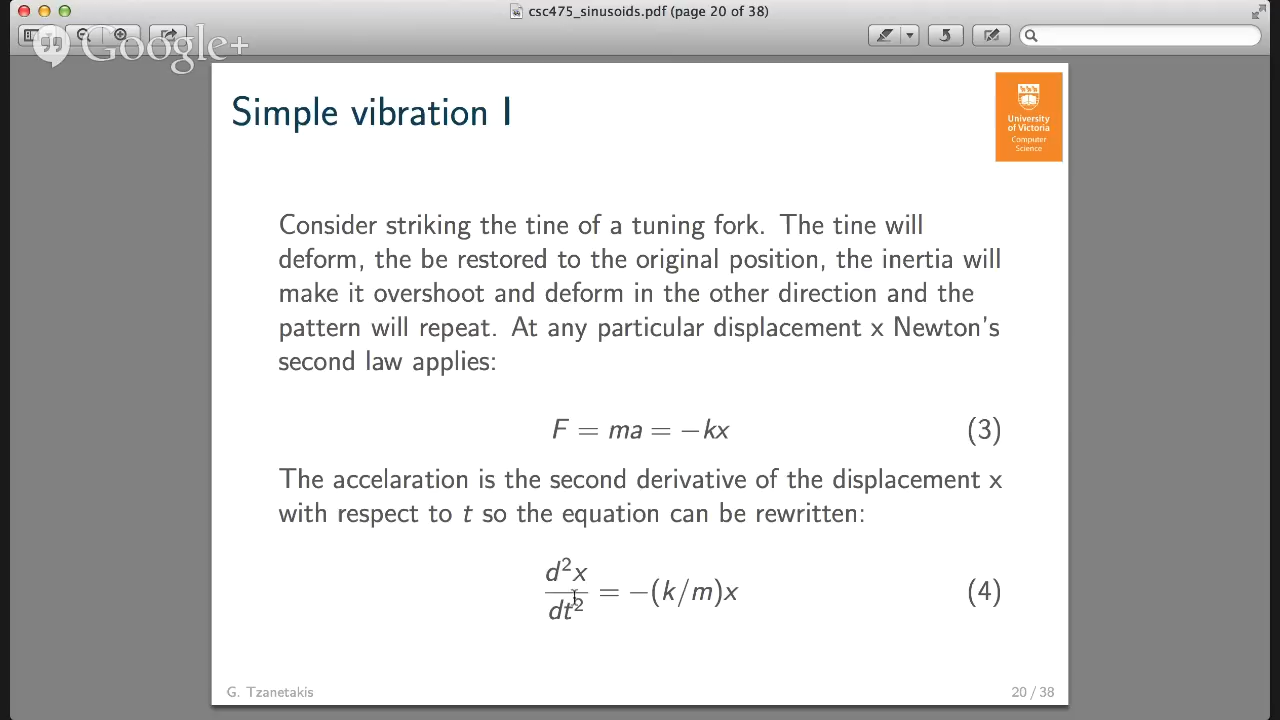 csc475_sinusoids.pdf (page 20 of 38)
Google+
Simple vibration I
University
of Victoria
Computer
Science
Consider striking the tine of a tuning fork. The tine will
deform, the be restored to the original position, the inertia will
make it overshoot and deform in the other direction and the
pattern will repeat. At any particular displacement x Newton's
second law applies:
F = ma = −kx (3)
The accelaration is the second derivative of the displacement x
with respect to t so the equation can be rewritten:
d²x/dt² = −(k/m)x (4)
G. Tzanetakis 20 / 38